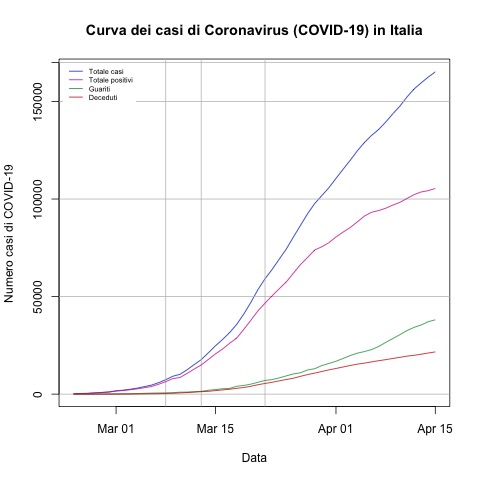 Curva dei casi di Coronavirus (COVID-19) in Italia
Totale casi
Totale positivi
Guariti
Deceduti
Numero casi di COVID-19
150000
100000
50000
0
Mar 01
Mar 15
Apr 01
Apr 15
Data